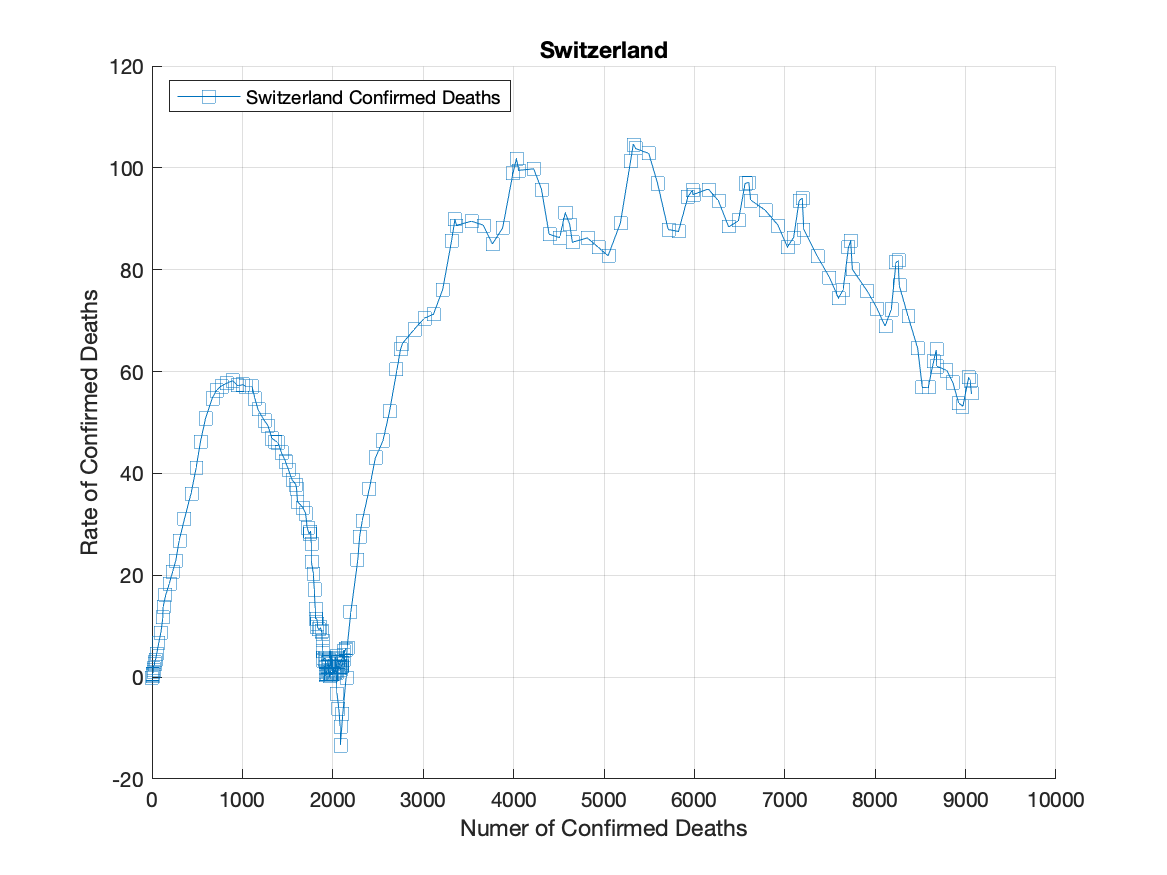 Switzerland
Switzerland Confirmed Deaths
120
100
80
60
40
20
0
-20
Rate of Confirmed Deaths
0 1000 2000 3000 4000 5000 6000 7000 8000 9000 10000
Numer of Confirmed Deaths